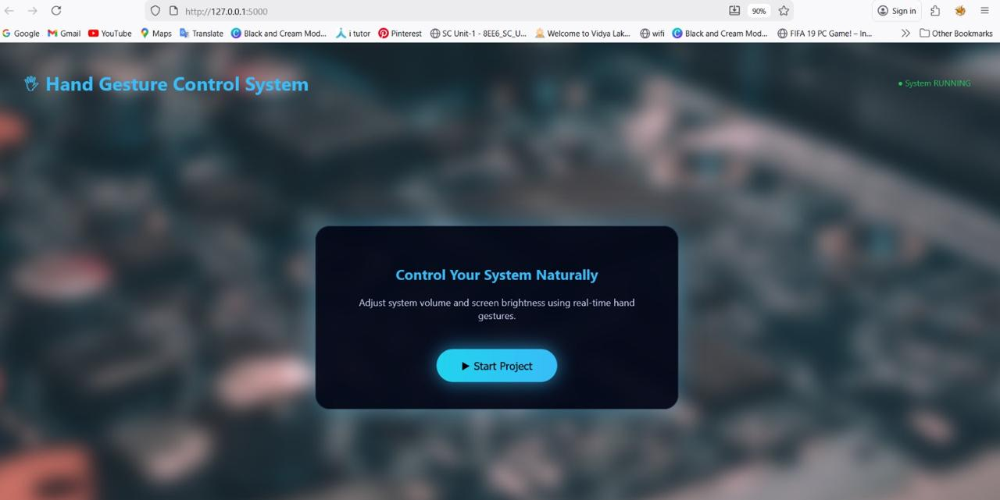 http://127.0.0.1:5000
90%
Sign in
Google
Gmail
YouTube
Maps
Translate
Black and Cream Mod...
i tutor
Pinterest
SC Unit-1 - 8EE6_SC_U...
Welcome to Vidya Lak...
wifi
Black and Cream Mod...
FIFA 19 PC Game! – In...
Other Bookmarks
Hand Gesture Control System
● System RUNNING
Control Your System Naturally
Adjust system volume and screen brightness using real-time hand
gestures.
▶ Start Project